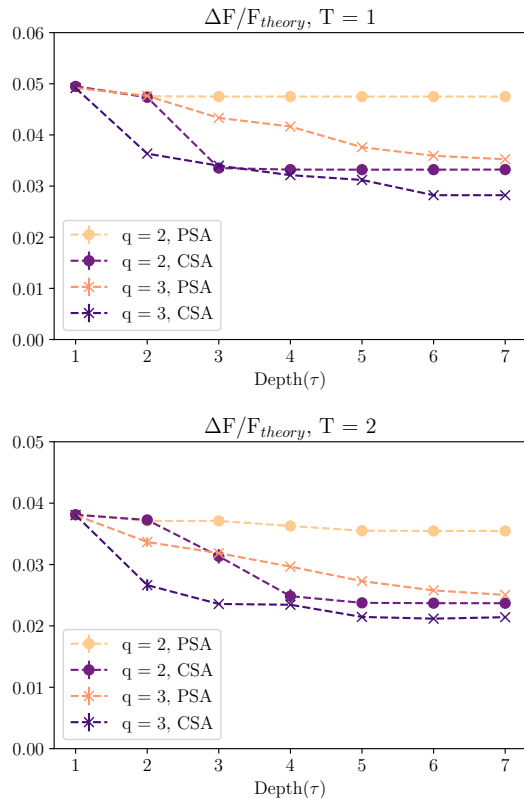 ΔF/F_theory, T = 1
0.06
0.05
0.04
0.03
0.02
0.01
0.00
q = 2, PSA
q = 2, CSA
q = 3, PSA
q = 3, CSA
1 2 3 4 5 6 7
Depth(τ)
ΔF/F_theory, T = 2
0.05
0.04
0.03
0.02
0.01
0.00
q = 2, PSA
q = 2, CSA
q = 3, PSA
q = 3, CSA
1 2 3 4 5 6 7
Depth(τ)